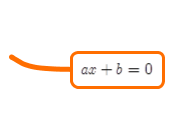 ax + b = 0